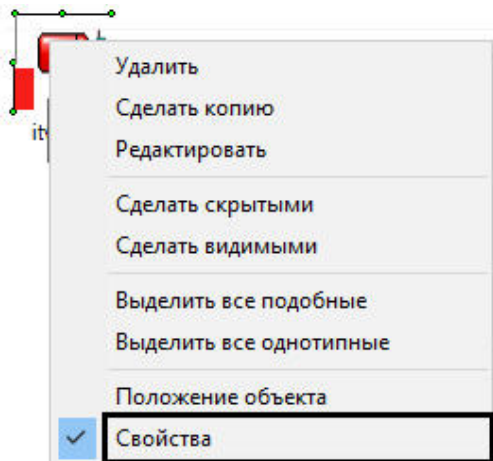 Удалить
Сделать копию
Редактировать
Сделать скрытыми
Сделать видимыми
Выделить все подобные
Выделить все однотипные
Положение объекта
Свойства